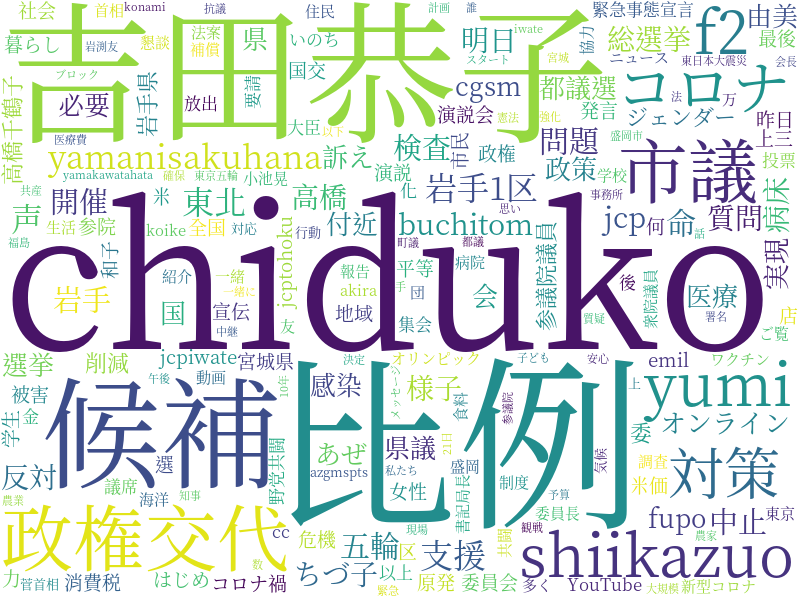 konami
抗議
計画
誰
社会
首相
法案
補償
懇談
県
住民
いのち
緊急事態宣言
iwate
宮城
協力
総選挙
f2
由美
最後
ニュース
東日本大震災
会長
暮らし
岩渕友
ブロック
国交
要請
明日
スタート
コロナ
吉田恭子
高橋千鶴子
必要
岩手県
放出
大臣
cgsm
都議選
演説会
発言
憲法
強化
法
万
ジェンダー
昨日
上三
医療費
以下
yamanisakuhana
訴え
検査
市民
政権
問題
盛岡市
市議
投票
共産
yamakawatahata
確保
東京五輪
小池晃
演説
化
政策
学校
事務所
声
開催
米
東北
高橋
岩手1区
思い
jcp
何
命
質問
病床
福島
生活
参院
koike
全国
対応
jcptohoku
付近
行動
buchitom
町議
都議
参議院議員
話
実現
岩手
和子
紹介
一緒
一緒に
報告
akira
平等
手
病院
団
後
衆院議員
医療
国
宣伝
中継
友
地域
集会
会
質疑
署名
店
ご覧
chiduko
選挙
削減
jcpiwate
宮城県
決定
オリンピック
子ども
安心
emil
ワクチン
被害
午後
動画
10年
感染
メッセージ
様子
食料
参議院
上
yumi
学生
金
候補
比例
選
反対
あぜ
県議
21日
委
オンライン
気候
対策
議席
野党共闘
azgmspts
私たち
盛岡
制度
調査
米価
農業
海洋
知事
女性
書記局長
委員長
予算
農家
東京
政権交代
cc
危機
五輪
区
現場
支援
共闘
観戦
fupo
中止
shiikazuo
力
菅首相
消費税
はじめ
コロナ禍
数
ちづ子
以上
緊急
原発
委員会
多く
YouTube
大規模
新型コロナ